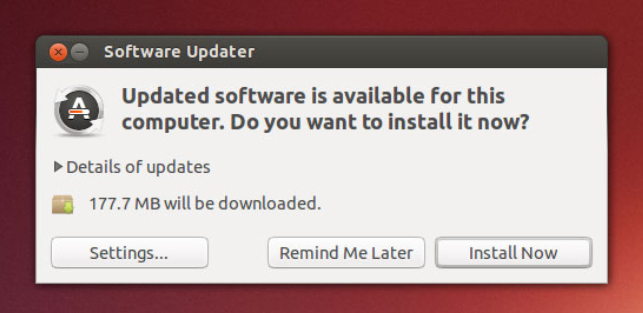 Software Updater
Updated software is available for this
computer. Do you want to install it now?
Details of updates
177.7 MB will be downloaded.
Settings...
Remind Me Later
Install Now